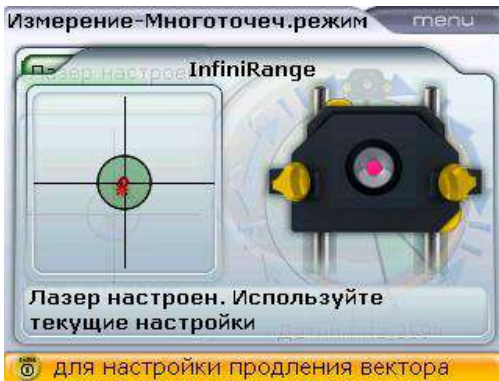 Измерение-Многоточеч.режим menu
InfiniRange
Лазер настроен. Используйте
текущие настройки
для настройки продления вектора